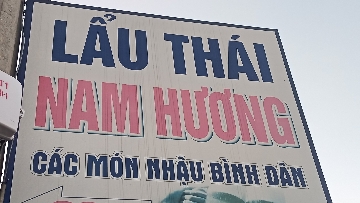 LẨU THÁI
NAM HƯƠNG
CÁC MÓN NHẬU BÌNH DÂN